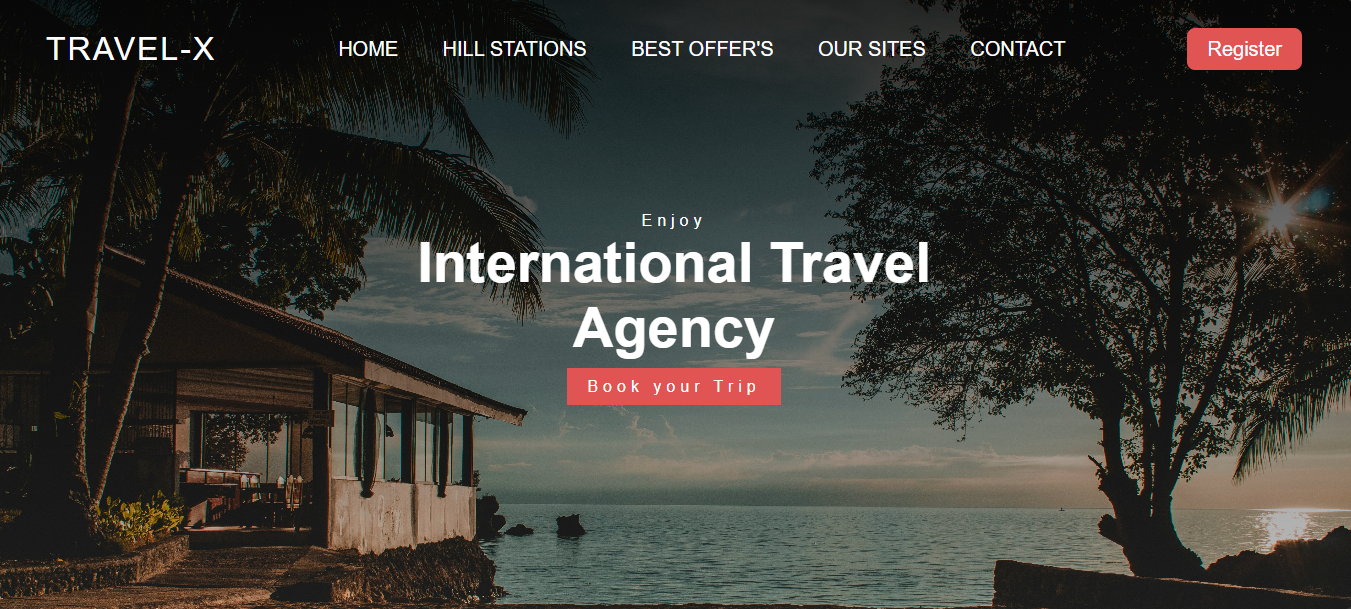 TRAVEL-X
HOME
HILL STATIONS
BEST OFFER'S
OUR SITES
CONTACT
Register
Enjoy
International Travel
Agency
Book your Trip